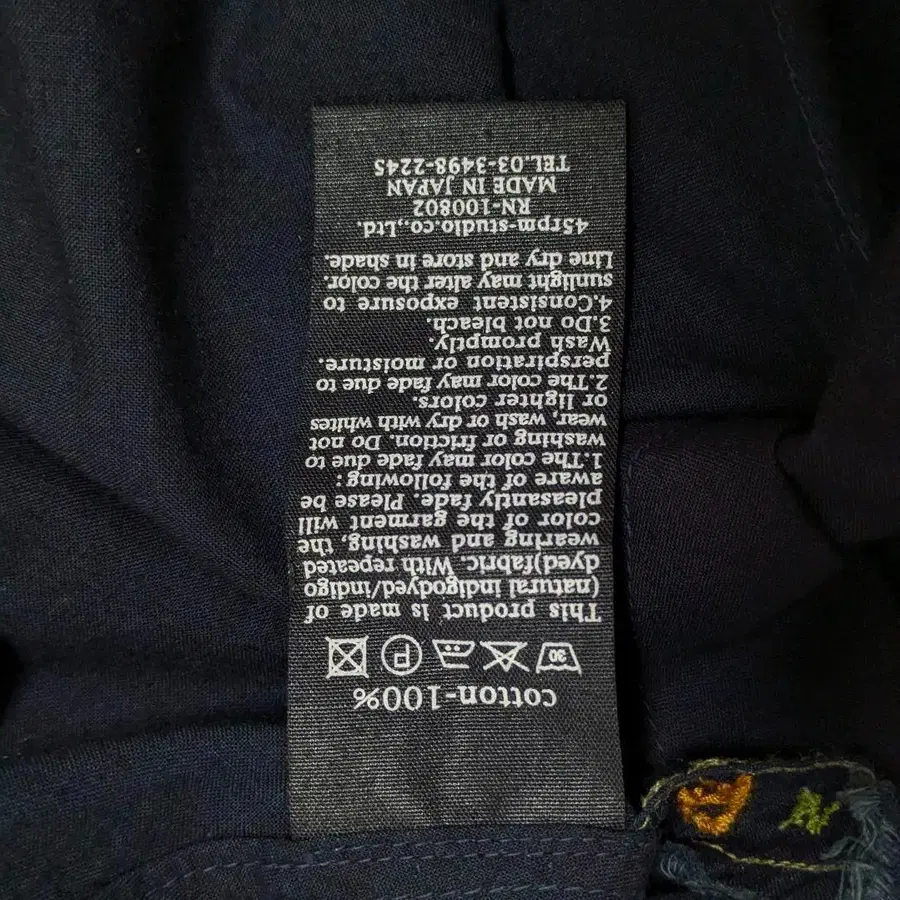 cotton-100%
30 P
This product is made of
(natural indigodyed/indigo
dyed)fabric. With repeated
wearing and washing, the
color of the garment will
pleasantly fade. Please be
aware of the following :
1.The color may fade due to
washing or friction. Do not
wear, wash or dry with whites
or lighter colors.
2.The color may fade due to
perspiration or moisture.
Wash promptly.
3.Do not bleach.
4.Consistent exposure to
sunlight may alter the color.
Line dry and store in shade.
45rpm-studio.co.,Ltd.
RN-100802
MADE IN JAPAN
TEL.03-3498-2245